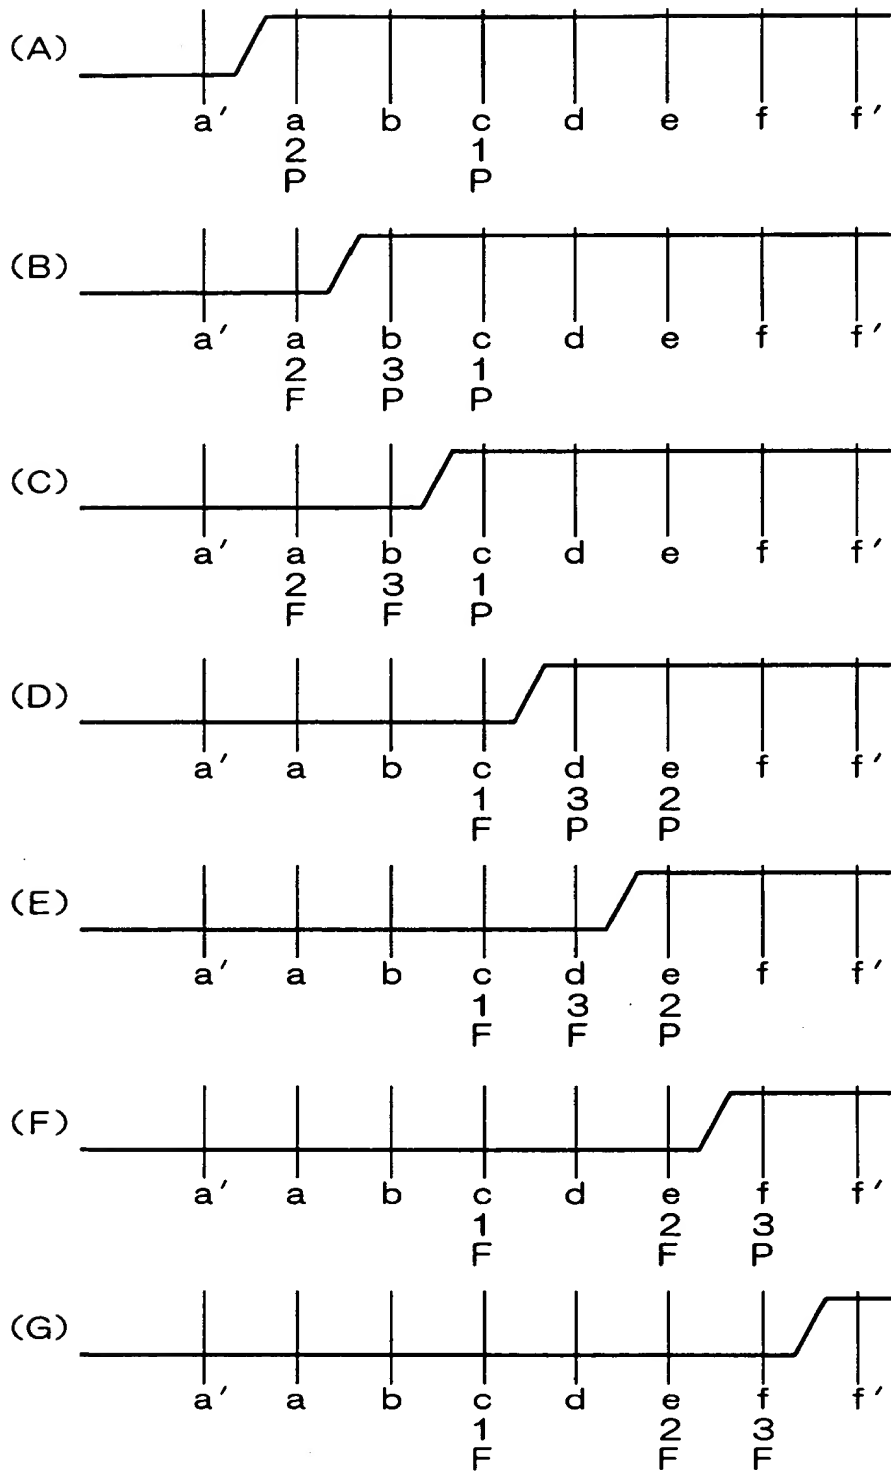 (A)
a' a b c d e f f'
2 1
P P
(B)
a' a b c d e f f'
2 3 1
F P P
(C)
a' a b c d e f f'
2 3 1
F F P
(D)
a' a b c d e f f'
1 3 2
F P P
(E)
a' a b c d e f f'
1 3 2
F F P
(F)
a' a b c d e f f'
1 2 3
F F P
(G)
a' a b c d e f f'
1 2 3
F F F